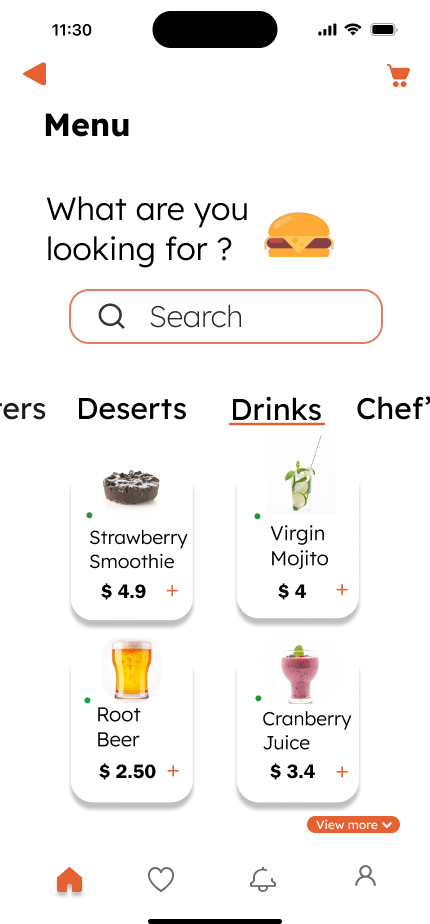 11:30
Menu
What are you
looking for ?
Search
ers Deserts Drinks Chef’
Strawberry
Smoothie
$ 4.9 +
Virgin
Mojito
$ 4 +
Root
Beer
$ 2.50 +
Cranberry
Juice
$ 3.4 +
View more